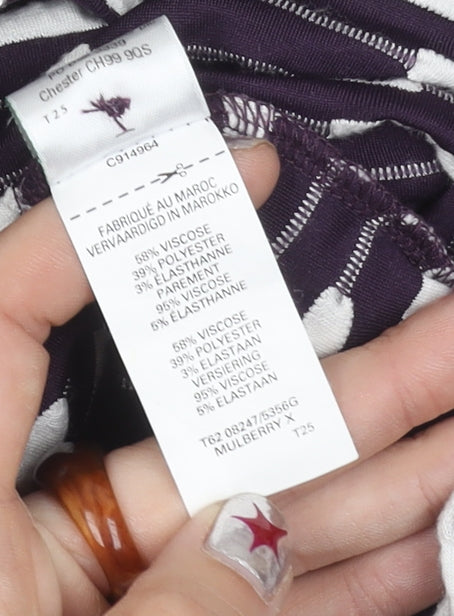 Chester CH99 9QS
T25
C914964
FABRIQUÉ AU MAROC
VERVAARDIGD IN MAROKKO
58% VISCOSE
39% POLYESTER
3% ÉLASTHANNE
PAREMENT
95% VISCOSE
5% ÉLASTHANNE
58% VISCOSE
39% POLYESTER
3% ELASTAAN
VERSIERING
95% VISCOSE
5% ELASTAAN
T62 08247/5356G
MULBERRY X T25